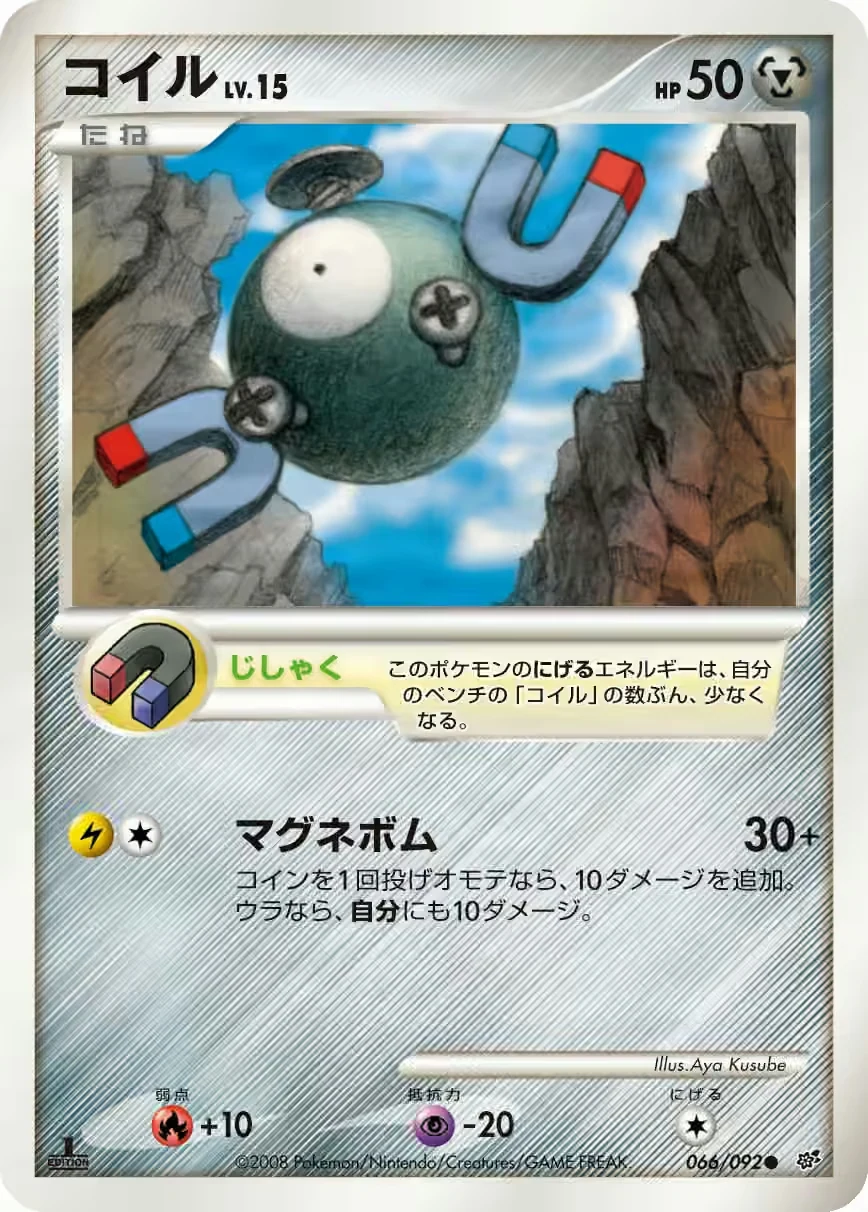 コイル LV.15 HP 50
たね
じしゃく
このポケモンのにげるエネルギーは、自分
のベンチの「コイル」の数ぶん、少なく
なる。
マグネボム 30+
コインを1回投げオモテなら、10ダメージを追加。
ウラなら、自分にも10ダメージ。
Illus.Aya Kusube
弱点 抵抗力 にげる
+10 -20
1 EDITION ©2008 Pokémon/Nintendo/Creatures/GAME FREAK. 066/092